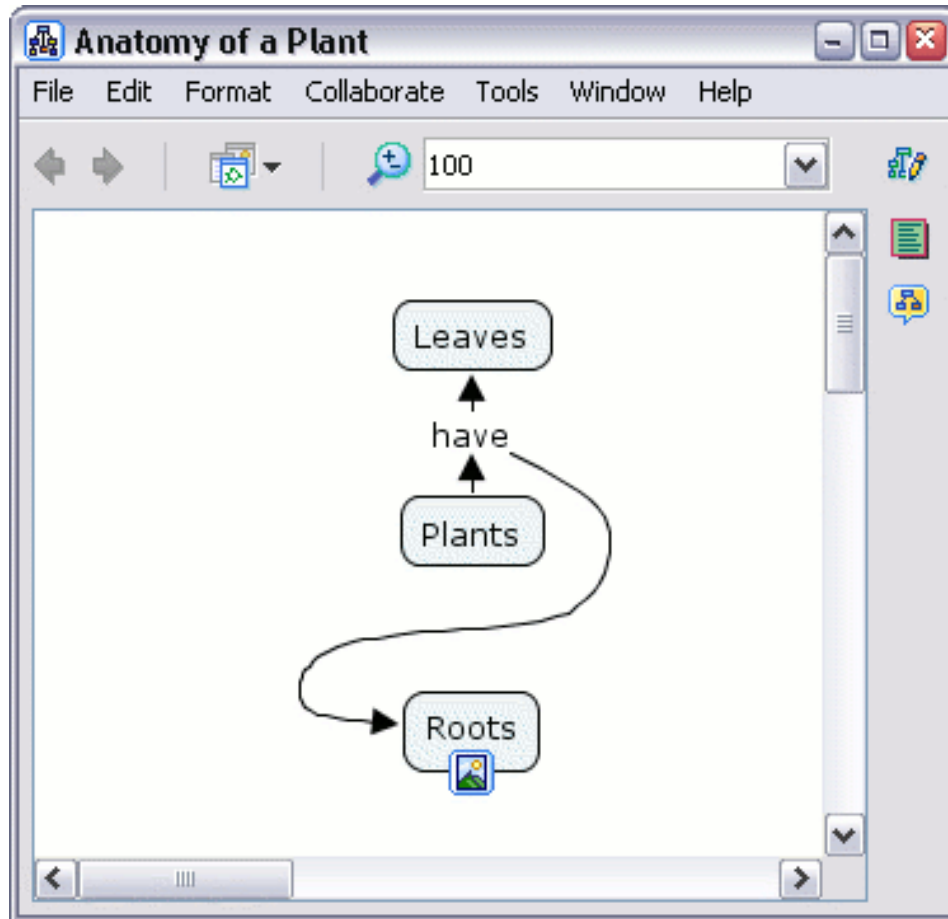 Anatomy of a Plant
File Edit Format Collaborate Tools Window Help
100
Leaves
have
Plants
Roots